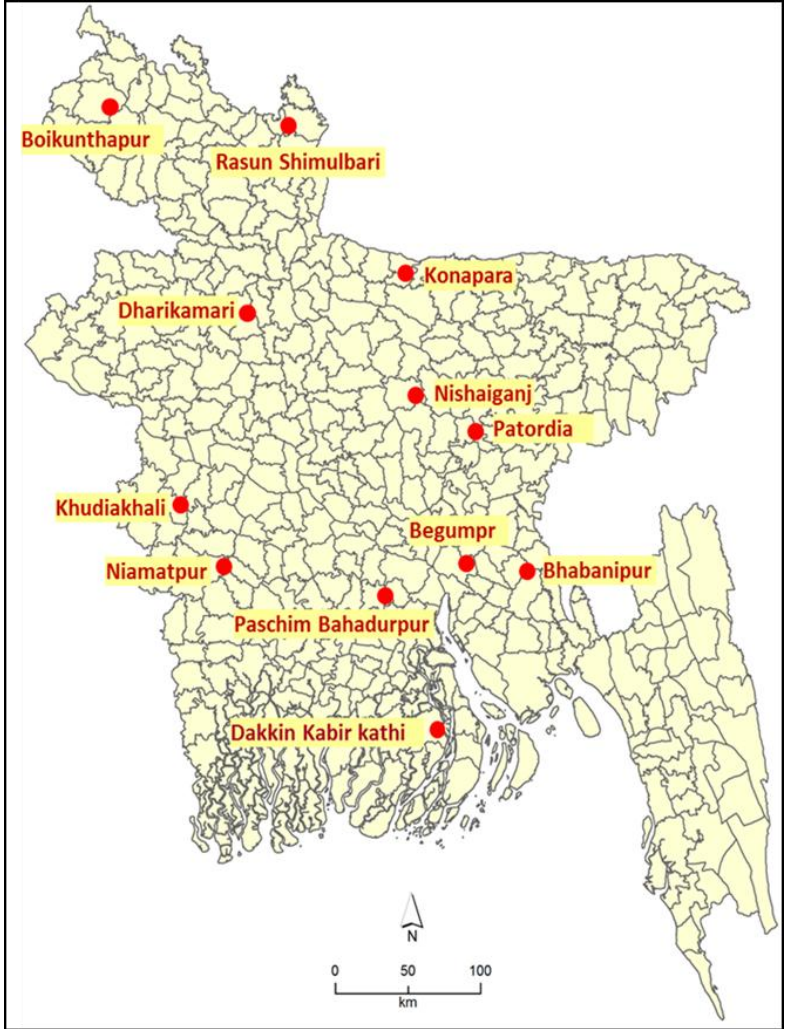 Boikunthapur
Rasun Shimulbari
Konapara
Dharikamari
Nishaiganj
Patordia
Khudiakhali
Begumpr
Niamatpur
Bhabanipur
Paschim Bahadurpur
Dakkin Kabir kathi
N
0 50 100
km